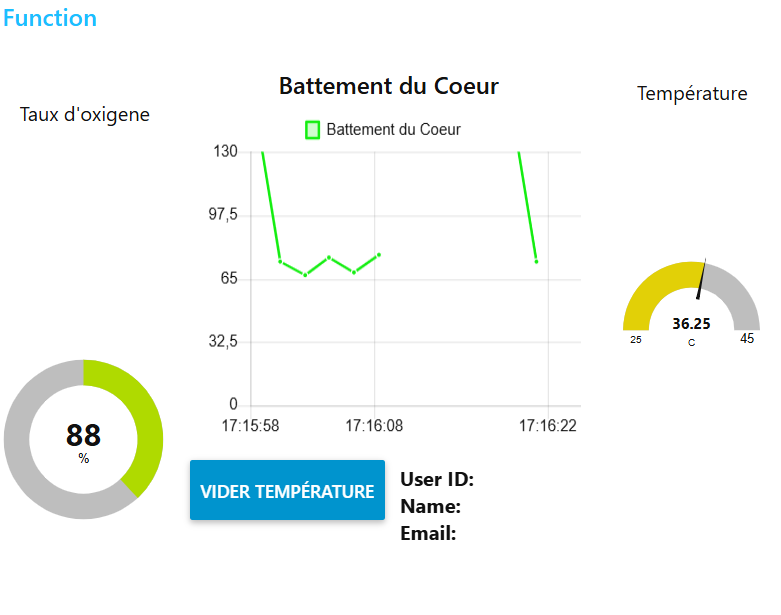 Function
Taux d'oxigene
88
%
Battement du Coeur
Battement du Coeur
130
97,5
65
32,5
0
17:15:58 17:16:08 17:16:22
VIDER TEMPÉRATURE
User ID:
Name:
Email:
Température
36.25
25 C 45